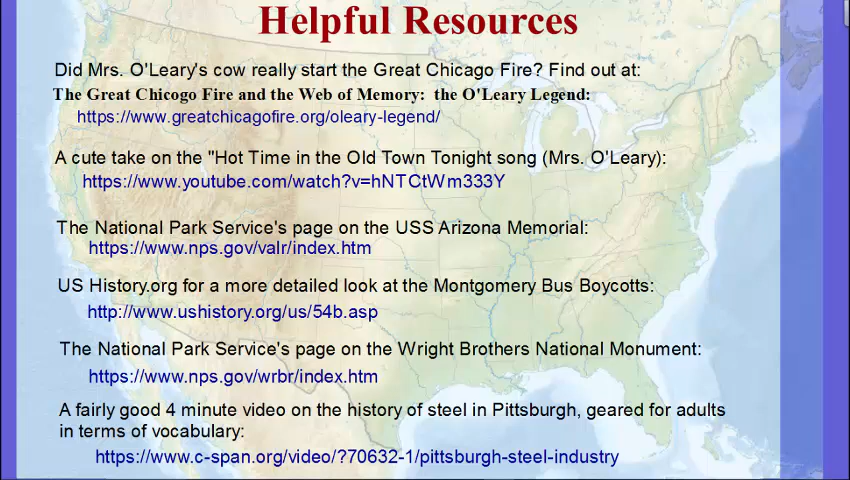 Helpful Resources
Did Mrs. O'Leary's cow really start the Great Chicago Fire? Find out at:
The Great Chicogo Fire and the Web of Memory:  the O'Leary Legend:
https://www.greatchicagofire.org/oleary-legend/
A cute take on the "Hot Time in the Old Town Tonight song (Mrs. O'Leary):
https://www.youtube.com/watch?v=hNTCtWm333Y
The National Park Service's page on the USS Arizona Memorial:
https://www.nps.gov/valr/index.htm
US History.org for a more detailed look at the Montgomery Bus Boycotts:
http://www.ushistory.org/us/54b.asp
The National Park Service's page on the Wright Brothers National Monument:
https://www.nps.gov/wrbr/index.htm
A fairly good 4 minute video on the history of steel in Pittsburgh, geared for adults
in terms of vocabulary:
https://www.c-span.org/video/?70632-1/pittsburgh-steel-industry